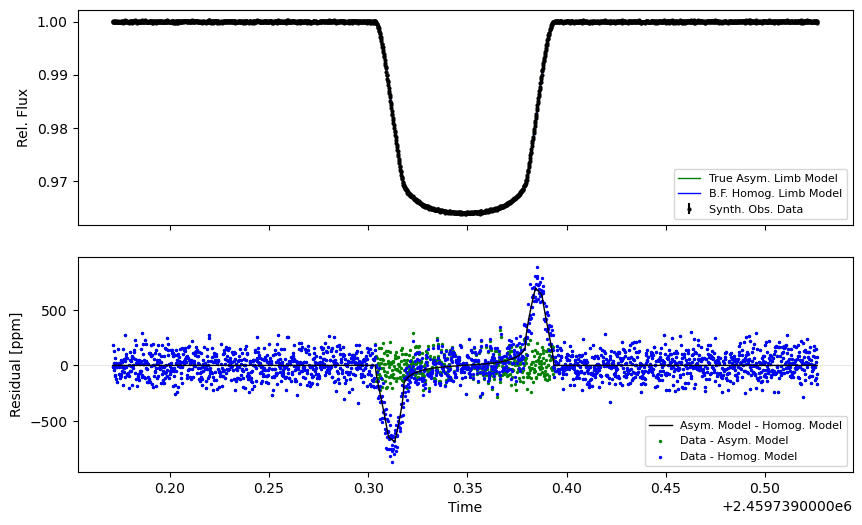 1.00
0.99
0.98
0.97
Rel. Flux
True Asym. Limb Model
B.F. Homog. Limb Model
Synth. Obs. Data
500
0
−500
Residual [ppm]
Asym. Model - Homog. Model
Data - Asym. Model
Data - Homog. Model
0.20 0.25 0.30 0.35 0.40 0.45 0.50
Time
+2.4597390000e6